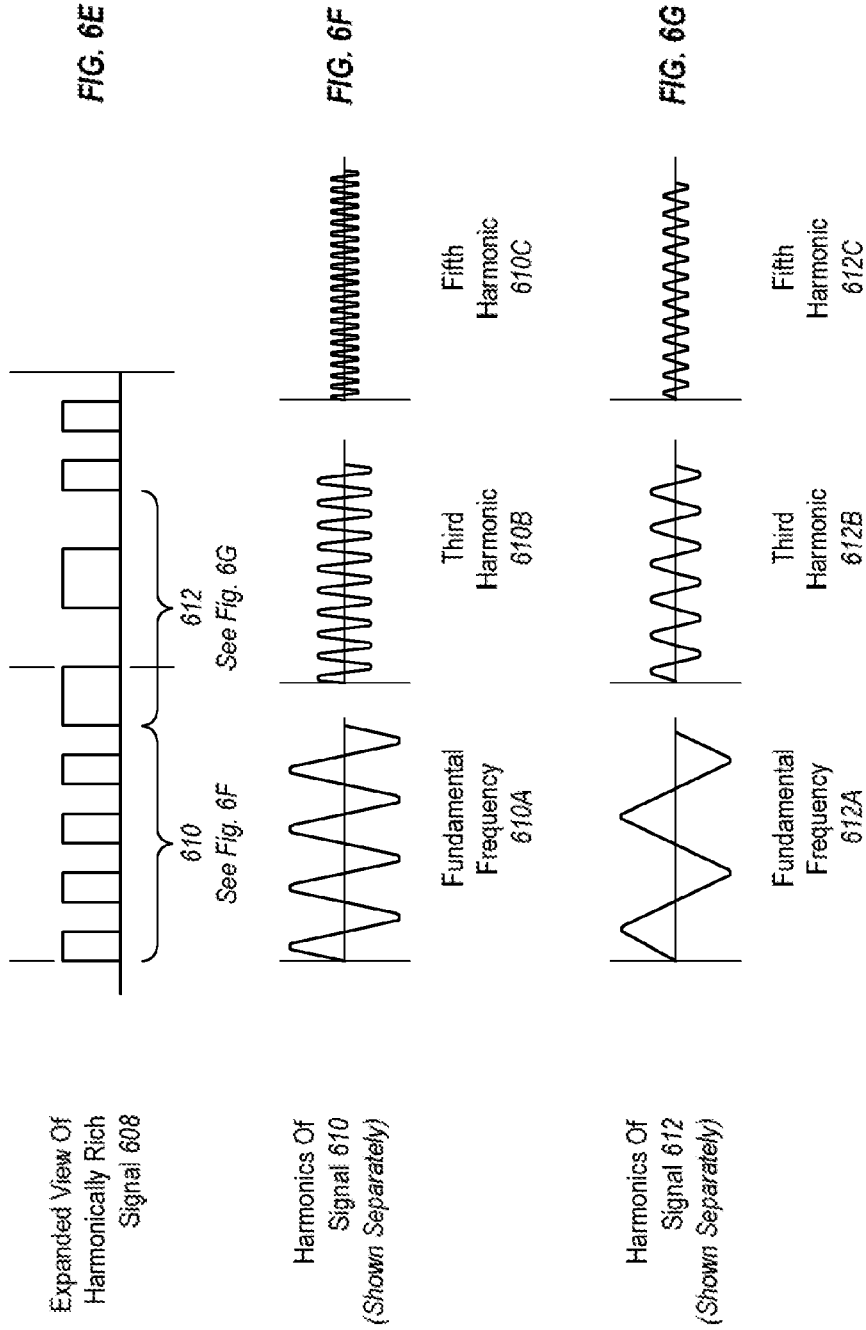 Expanded View Of
Harmonically Rich
Signal 608
610
See Fig. 6F
612
See Fig. 6G
FIG. 6E
Harmonics Of
Signal 610
(Shown Separately)
Fundamental
Frequency
610A
Third
Harmonic
610B
Fifth
Harmonic
610C
FIG. 6F
Harmonics Of
Signal 612
(Shown Separately)
Fundamental
Frequency
612A
Third
Harmonic
612B
Fifth
Harmonic
612C
FIG. 6G